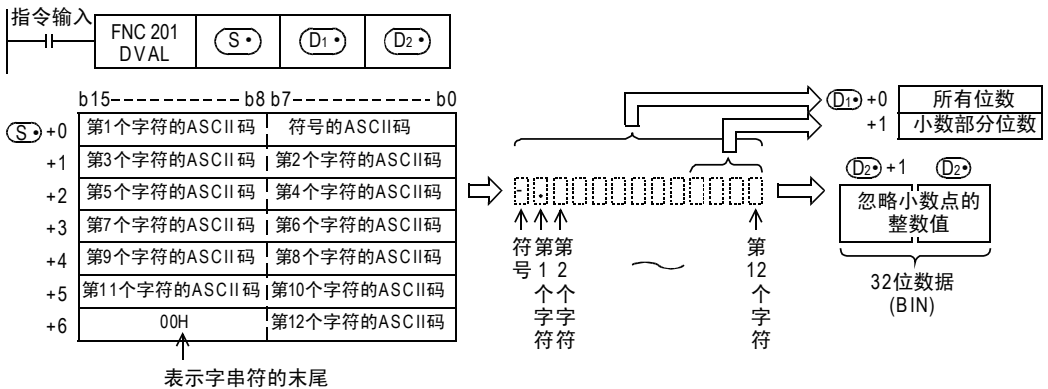 指令输入
FNC 201 DVAL S· D1· D2·
b15 b8 b7 b0
S· +0 第1个字符的ASCII码 符号的ASCII码
+1 第3个字符的ASCII码 第2个字符的ASCII码
+2 第5个字符的ASCII码 第4个字符的ASCII码
+3 第7个字符的ASCII码 第6个字符的ASCII码
+4 第9个字符的ASCII码 第8个字符的ASCII码
+5 第11个字符的ASCII码 第10个字符的ASCII码
+6 00H 第12个字符的ASCII码
表示字串符的末尾
- .
符号
第1个字符
第2个字符
第12个字符
D1· +0 所有位数
+1 小数部分位数
D2· +1 D2·
忽略小数点的
整数值
32位数据
(BIN)